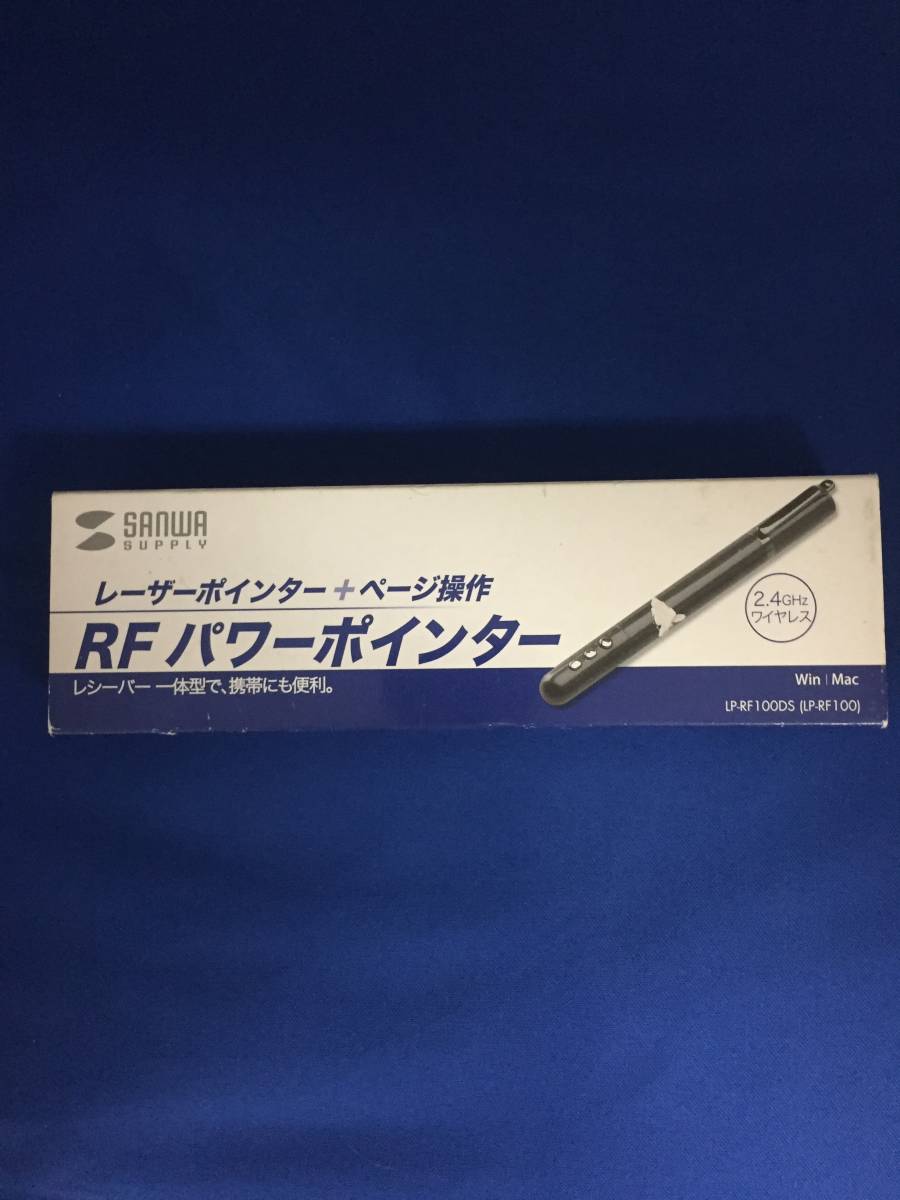 SANWA
SUPPLY
レーザーポインター+ページ操作
RF パワーポインター
レシーバー一体型で、携帯にも便利。
2.4GHz
ワイヤレス
Win | Mac
LP-RF100DS (LP-RF100)